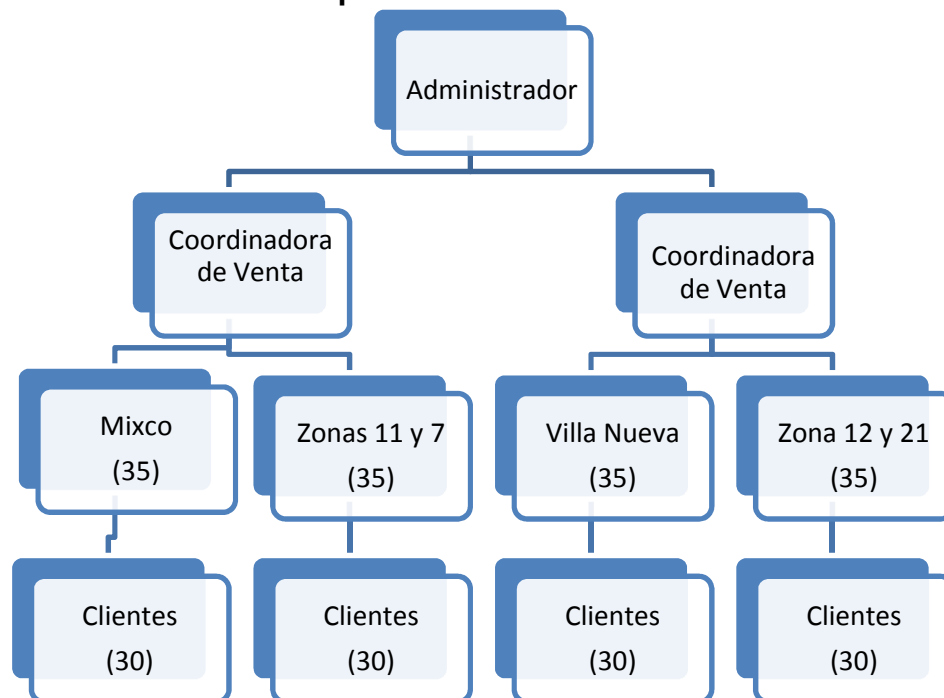 Administrador
Coordinadora
de Venta
Coordinadora
de Venta
Mixco
(35)
Zonas 11 y 7
(35)
Villa Nueva
(35)
Zona 12 y 21
(35)
Clientes
(30)
Clientes
(30)
Clientes
(30)
Clientes
(30)